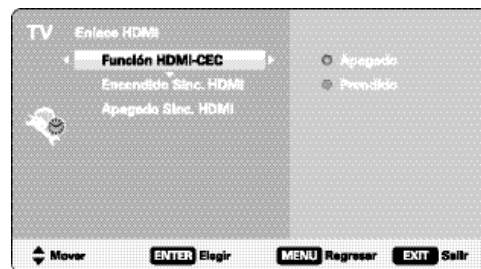 TV Enlace HDMI
Función HDMI-CEC
Encendido Sinc. HDMI
Apagado Sinc. HDMI
Apagado
Prendido
Mover ENTER Elegir MENU Regresar EXIT Salir